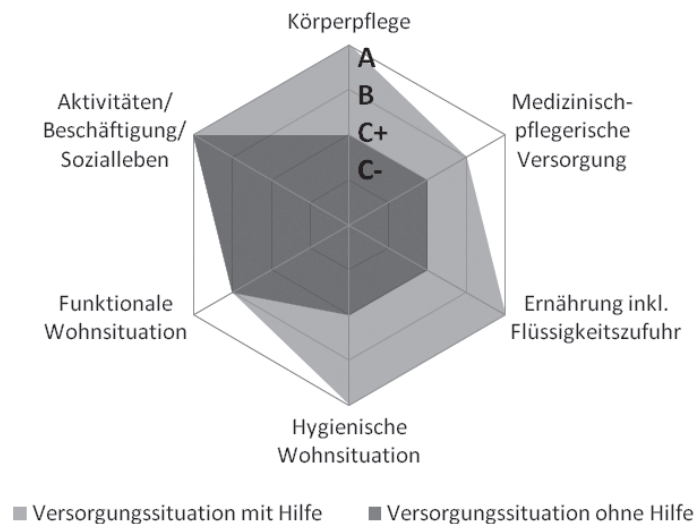 Körperpflege
A
B
C+
C-
Medizinisch-
pflegerische
Versorgung
Ernährung inkl.
Flüssigkeitszufuhr
Hygienische
Wohnsituation
Funktionale
Wohnsituation
Aktivitäten/
Beschäftigung/
Sozialleben
Versorgungssituation mit Hilfe
Versorgungssituation ohne Hilfe